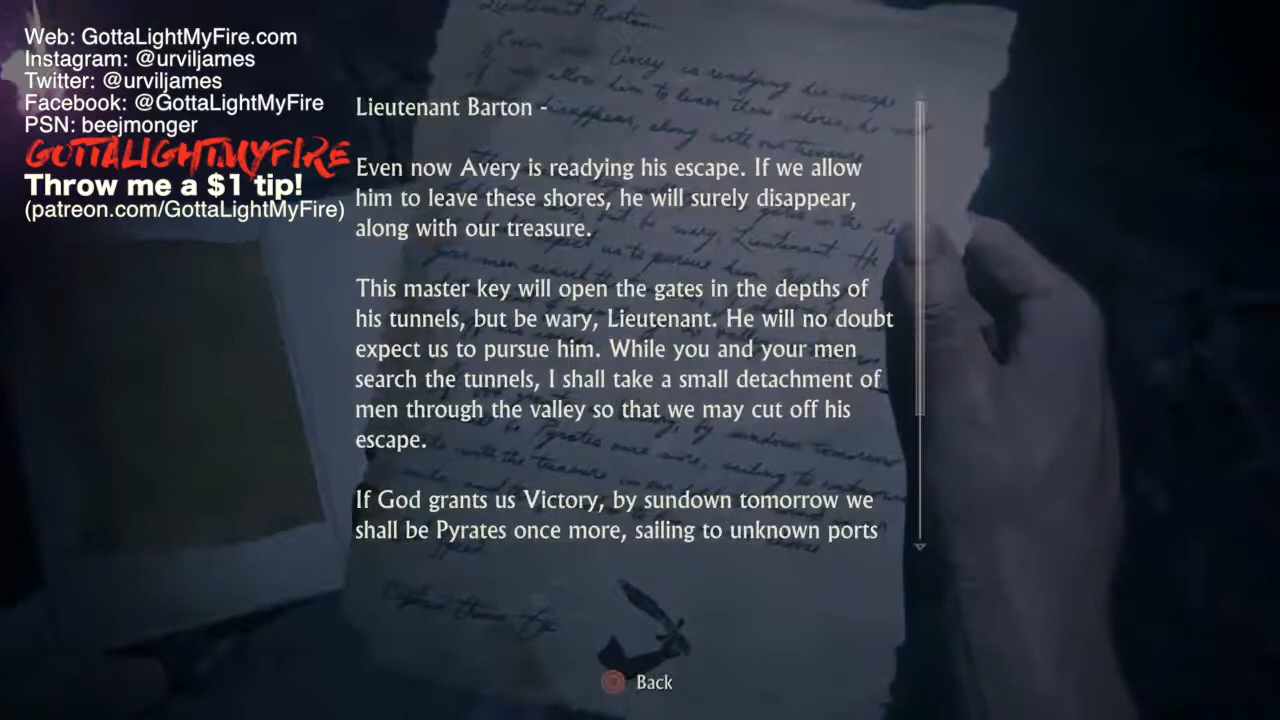 Web: GottaLightMyFire.com
Instagram: @urviljames
Twitter: @urviljames
Facebook: @GottaLightMyFire
PSN: beejmonger
GOTTALIGHTMYFIRE
Throw me a $1 tip!
(patreon.com/GottaLightMyFire)
Lieutenant Barton -
Even now Avery is readying his escape. If we allow
him to leave these shores, he will surely disappear,
along with our treasure.
This master key will open the gates in the depths of
his tunnels, but be wary, Lieutenant. He will no doubt
expect us to pursue him. While you and your men
search the tunnels, I shall take a small detachment of
men through the valley so that we may cut off his
escape.
If God grants us Victory, by sundown tomorrow we
shall be Pyrates once more, sailing to unknown ports
Back